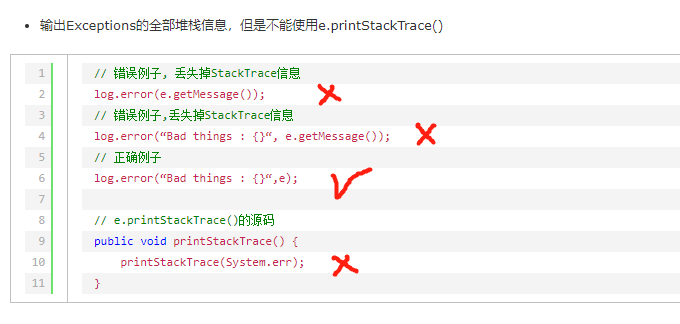 输出Exceptions的全部堆栈信息，但是不能使用e.printStackTrace()
1 // 错误例子, 丢失掉StackTrace信息
2 log.error(e.getMessage());
3 // 错误例子,丢失掉StackTrace信息
4 log.error(“Bad things : {}“, e.getMessage());
5 // 正确例子
6 log.error(“Bad things : {}“,e);
7
8 // e.printStackTrace()的源码
9 public void printStackTrace() {
10 printStackTrace(System.err);
11 }